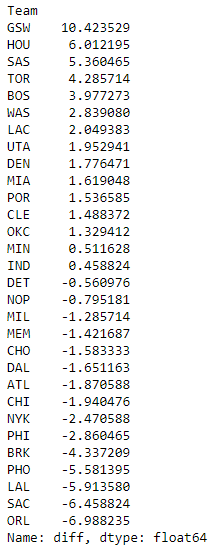 Team
GSW    10.423529
HOU     6.012195
SAS     5.360465
TOR     4.285714
BOS     3.977273
WAS     2.839080
LAC     2.049383
UTA     1.952941
DEN     1.776471
MIA     1.619048
POR     1.536585
CLE     1.488372
OKC     1.329412
MIN     0.511628
IND     0.458824
DET    -0.560976
NOP    -0.795181
MIL    -1.285714
MEM    -1.421687
CHO    -1.583333
DAL    -1.651163
ATL    -1.870588
CHI    -1.940476
NYK    -2.470588
PHI    -2.860465
BRK    -4.337209
PHO    -5.581395
LAL    -5.913580
SAC    -6.458824
ORL    -6.988235
Name: diff, dtype: float64